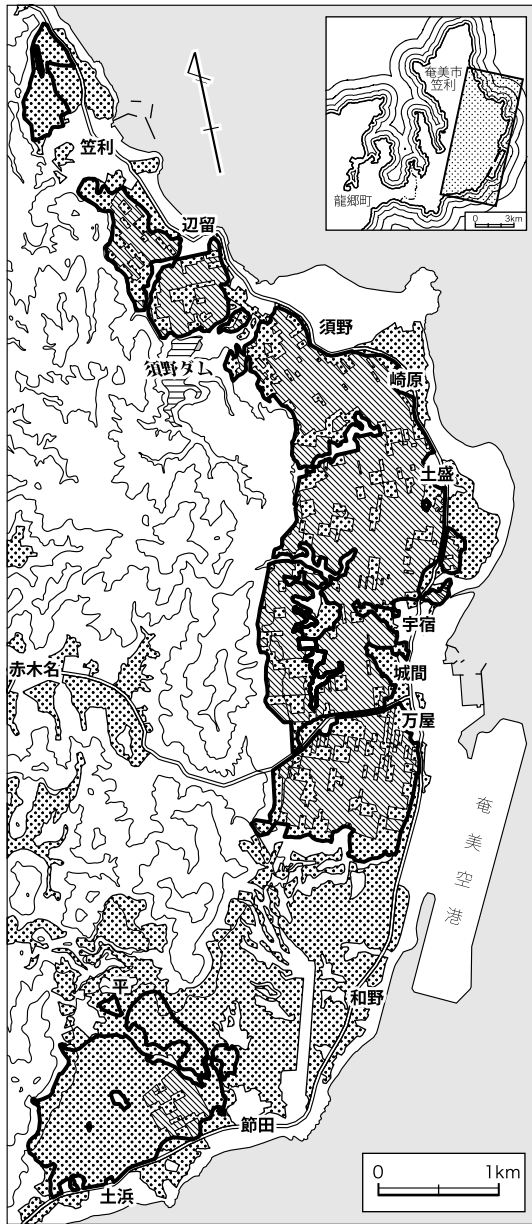 奄美市
笠利
龍郷町
0 3km
笠利
辺留
須野
須野ダム
崎原
土盛
宇宿
赤木名
城間
万屋
奄美空港
和野
平
節田
土浜
0 1km